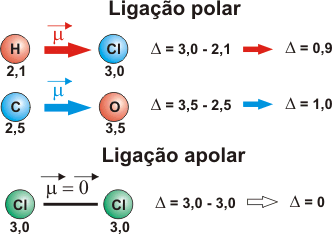 Ligação polar
μ
H Cl Δ = 3,0 - 2,1 Δ = 0,9
2,1 3,0
μ
C O Δ = 3,5 - 2,5 Δ = 1,0
2,5 3,5
Ligação apolar
μ = 0
Cl Cl Δ = 3,0 - 3,0 Δ = 0
3,0 3,0